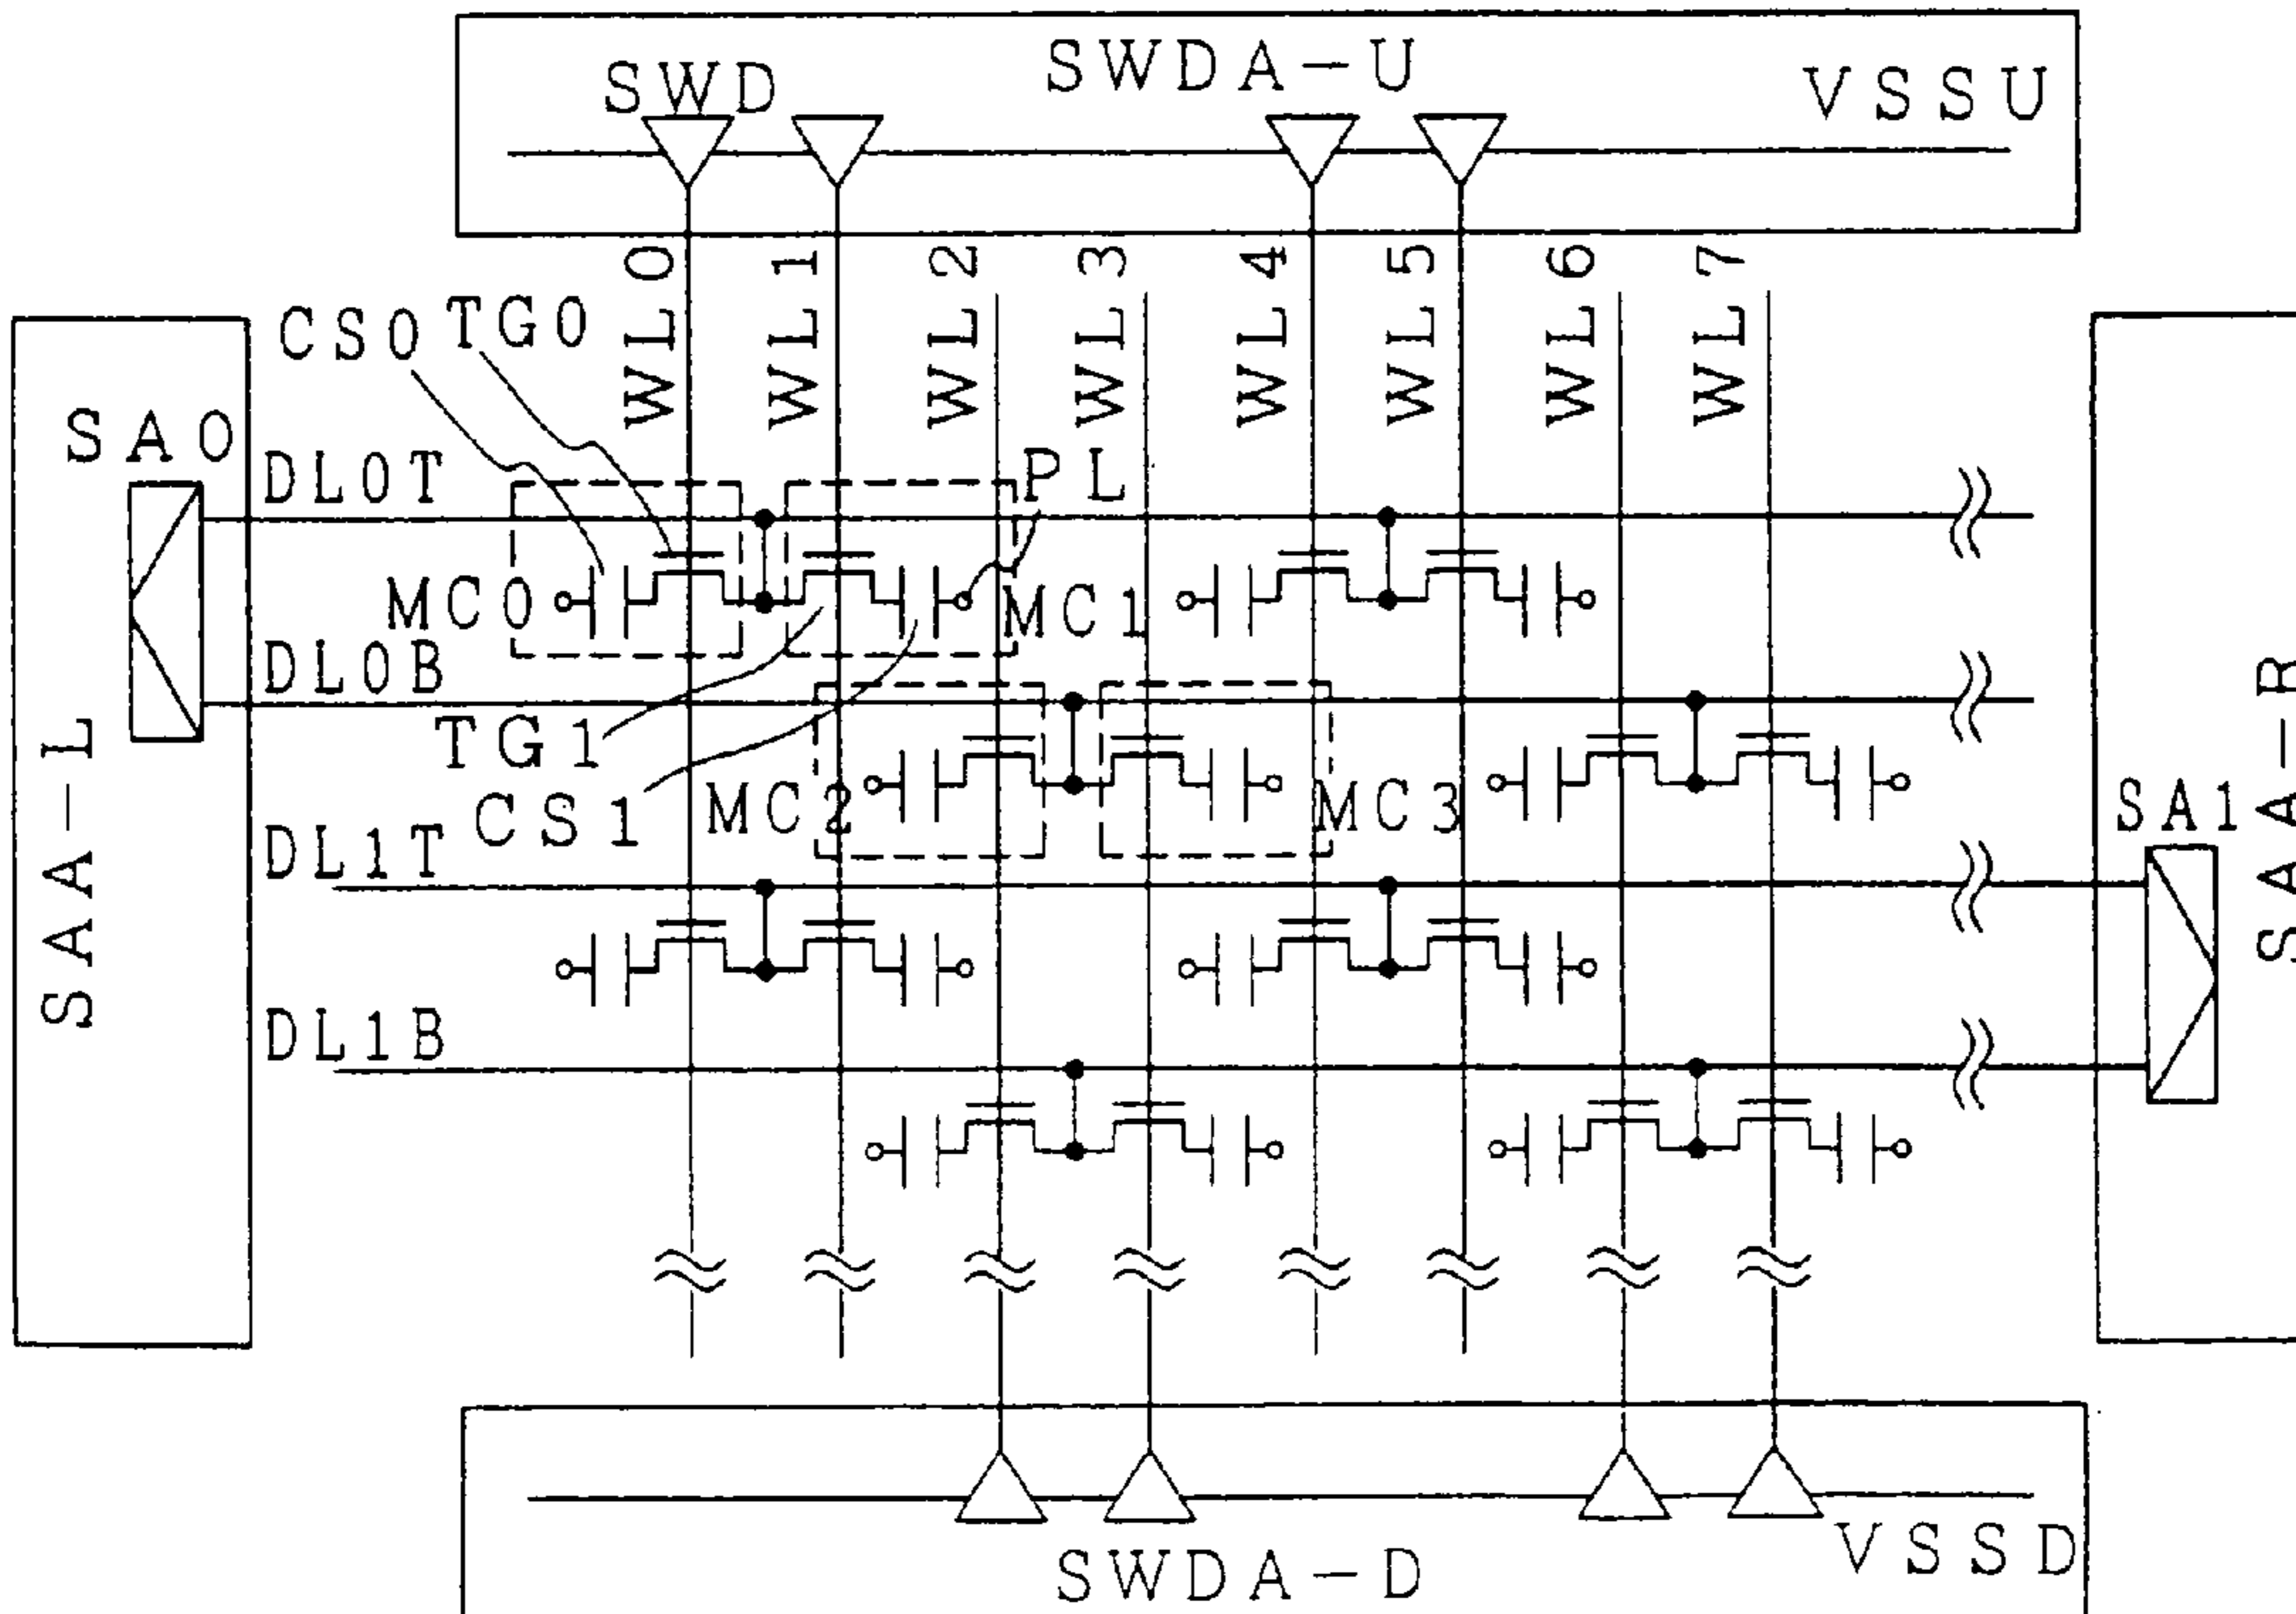 SWDA-U
SWD
VSSU
WL0
WL1
WL2
WL3
WL4
WL5
WL6
WL7
CS0
TG0
SA0
DL0T
PL
MC0
MC1
DL0B
TG1
CS1
MC2
MC3
SA1
DL1T
SAA-L
SAA-R
DL1B
VSSD
SWDA-D